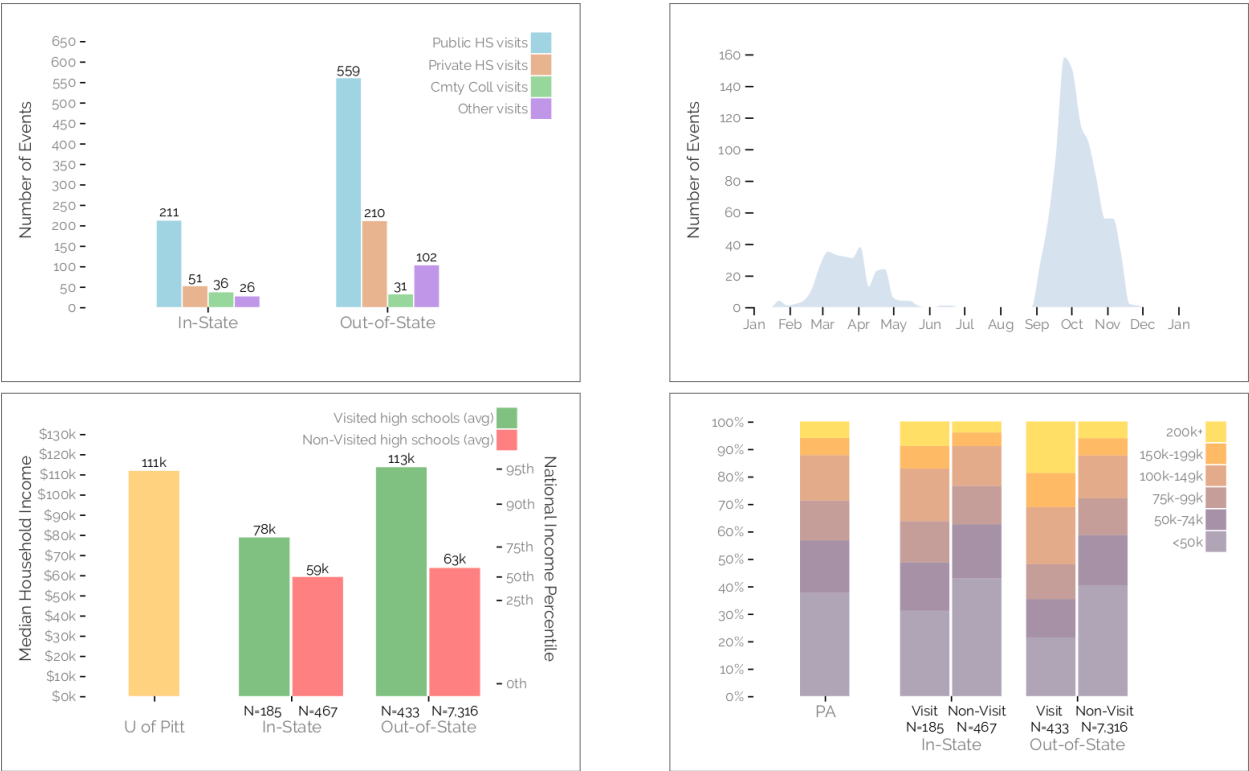 Number of Events
650
600
550
500
450
400
350
300
250
200
150
100
50
0
Public HS visits
Private HS visits
Cmty Coll visits
Other visits
211
51
36
26
559
210
31
102
In-State
Out-of-State
Number of Events
160
140
120
100
80
60
40
20
0
Jan Feb Mar Apr May Jun Jul Aug Sep Oct Nov Dec Jan
Median Household Income
$130k
$120k
$110k
$100k
$90k
$80k
$70k
$60k
$50k
$40k
$30k
$20k
$10k
$0k
Visited high schools (avg)
Non-Visited high schools (avg)
111k
78k
59k
113k
63k
National Income Percentile
95th
90th
75th
50th
25th
0th
N=185 N=467 N=433 N=7,316
U of Pitt In-State Out-of-State
100%
90%
80%
70%
60%
50%
40%
30%
20%
10%
0%
200k+
150k-199k
100k-149k
75k-99k
50k-74k
<50k
PA
Visit Non-Visit Visit Non-Visit
N=185 N=467 N=433 N=7,316
In-State Out-of-State